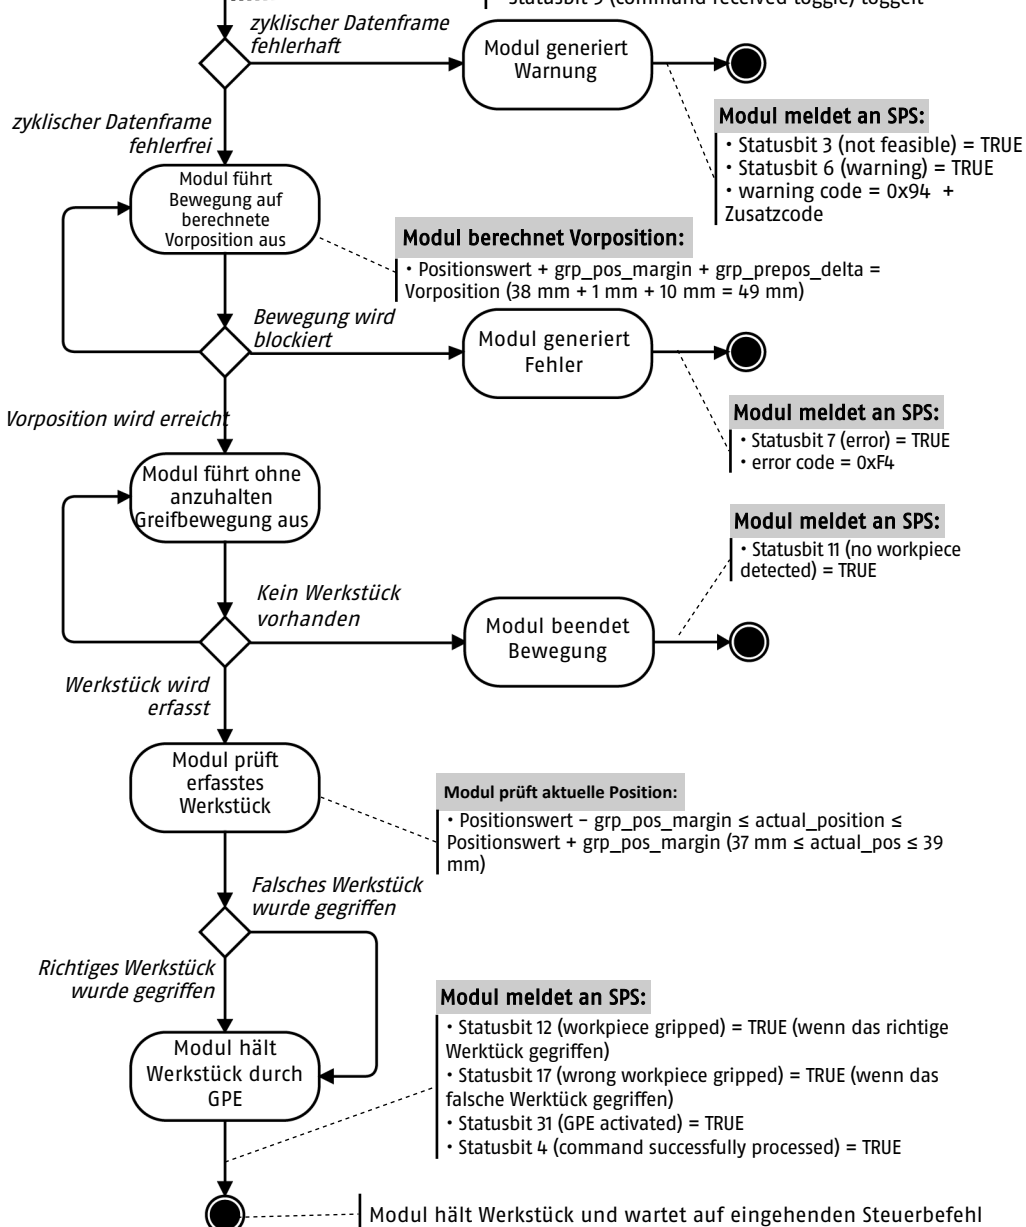 Statusbit 5 (command received toggle) toggelt
zyklischer Datenframe
fehlerhaft
Modul generiert
Warnung
zyklischer Datenframe
fehlerfrei
Modul meldet an SPS:
• Statusbit 3 (not feasible) = TRUE
• Statusbit 6 (warning) = TRUE
• warning code = 0x94 +
Zusatzcode
Modul führt
Bewegung auf
berechnete
Vorposition aus
Modul berechnet Vorposition:
• Positionswert + grp_pos_margin + grp_prepos_delta =
Vorposition (38 mm + 1 mm + 10 mm = 49 mm)
Bewegung wird
blockiert
Modul generiert
Fehler
Vorposition wird erreicht
Modul meldet an SPS:
• Statusbit 7 (error) = TRUE
• error code = 0xF4
Modul führt ohne
anzuhalten
Greifbewegung aus
Modul meldet an SPS:
• Statusbit 11 (no workpiece
detected) = TRUE
Kein Werkstück
vorhanden
Modul beendet
Bewegung
Werkstück wird
erfasst
Modul prüft
erfasstes
Werkstück
Modul prüft aktuelle Position:
• Positionswert − grp_pos_margin ≤ actual_position ≤
Positionswert + grp_pos_margin (37 mm ≤ actual_pos ≤ 39
mm)
Falsches Werkstück
wurde gegriffen
Richtiges Werkstück
wurde gegriffen
Modul hält
Werkstück durch
GPE
Modul meldet an SPS:
• Statusbit 12 (workpiece gripped) = TRUE (wenn das richtige
Werktück gegriffen)
• Statusbit 17 (wrong workpiece gripped) = TRUE (wenn das
falsche Werktück gegriffen)
• Statusbit 31 (GPE activated) = TRUE
• Statusbit 4 (command successfully processed) = TRUE
Modul hält Werkstück und wartet auf eingehenden Steuerbefehl